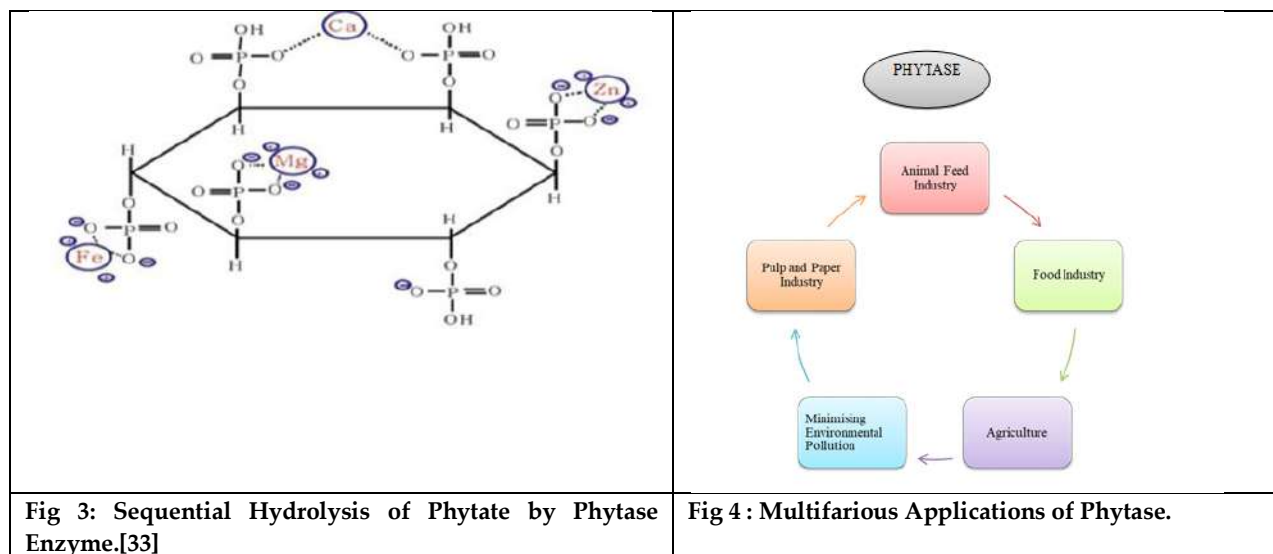 OH
Ca
OH
O=P-O
O-P=O
O
O
Zn
O
O=P-O
O
H
H
H
O
Mg
O=P-O
O
H
O
O-P=O
Fe
O
H
H
O
O-P=O
OH
PHYTASE
Animal Feed
Industry
Pulp and Paper
Industry
Food Industry
Minimising
Environmental
Pollution
Agriculture
Fig 3: Sequential Hydrolysis of Phytate by Phytase
Enzyme.[33]
Fig 4 : Multifarious Applications of Phytase.